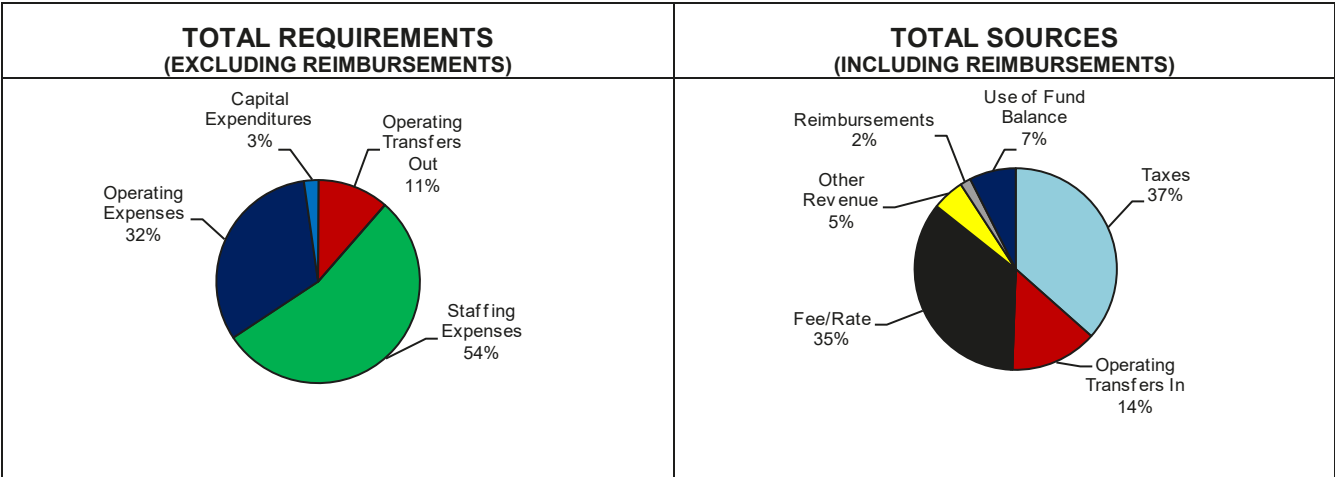 TOTAL REQUIREMENTS
(EXCLUDING REIMBURSEMENTS)
Capital
Expenditures
3%
Operating
Transfers
Out
11%
Operating
Expenses
32%
Staffing
Expenses
54%
TOTAL SOURCES
(INCLUDING REIMBURSEMENTS)
Use of Fund
Balance
7%
Reimbursements
2%
Taxes
37%
Other
Revenue
5%
Fee/Rate
35%
Operating
Transfers In
14%